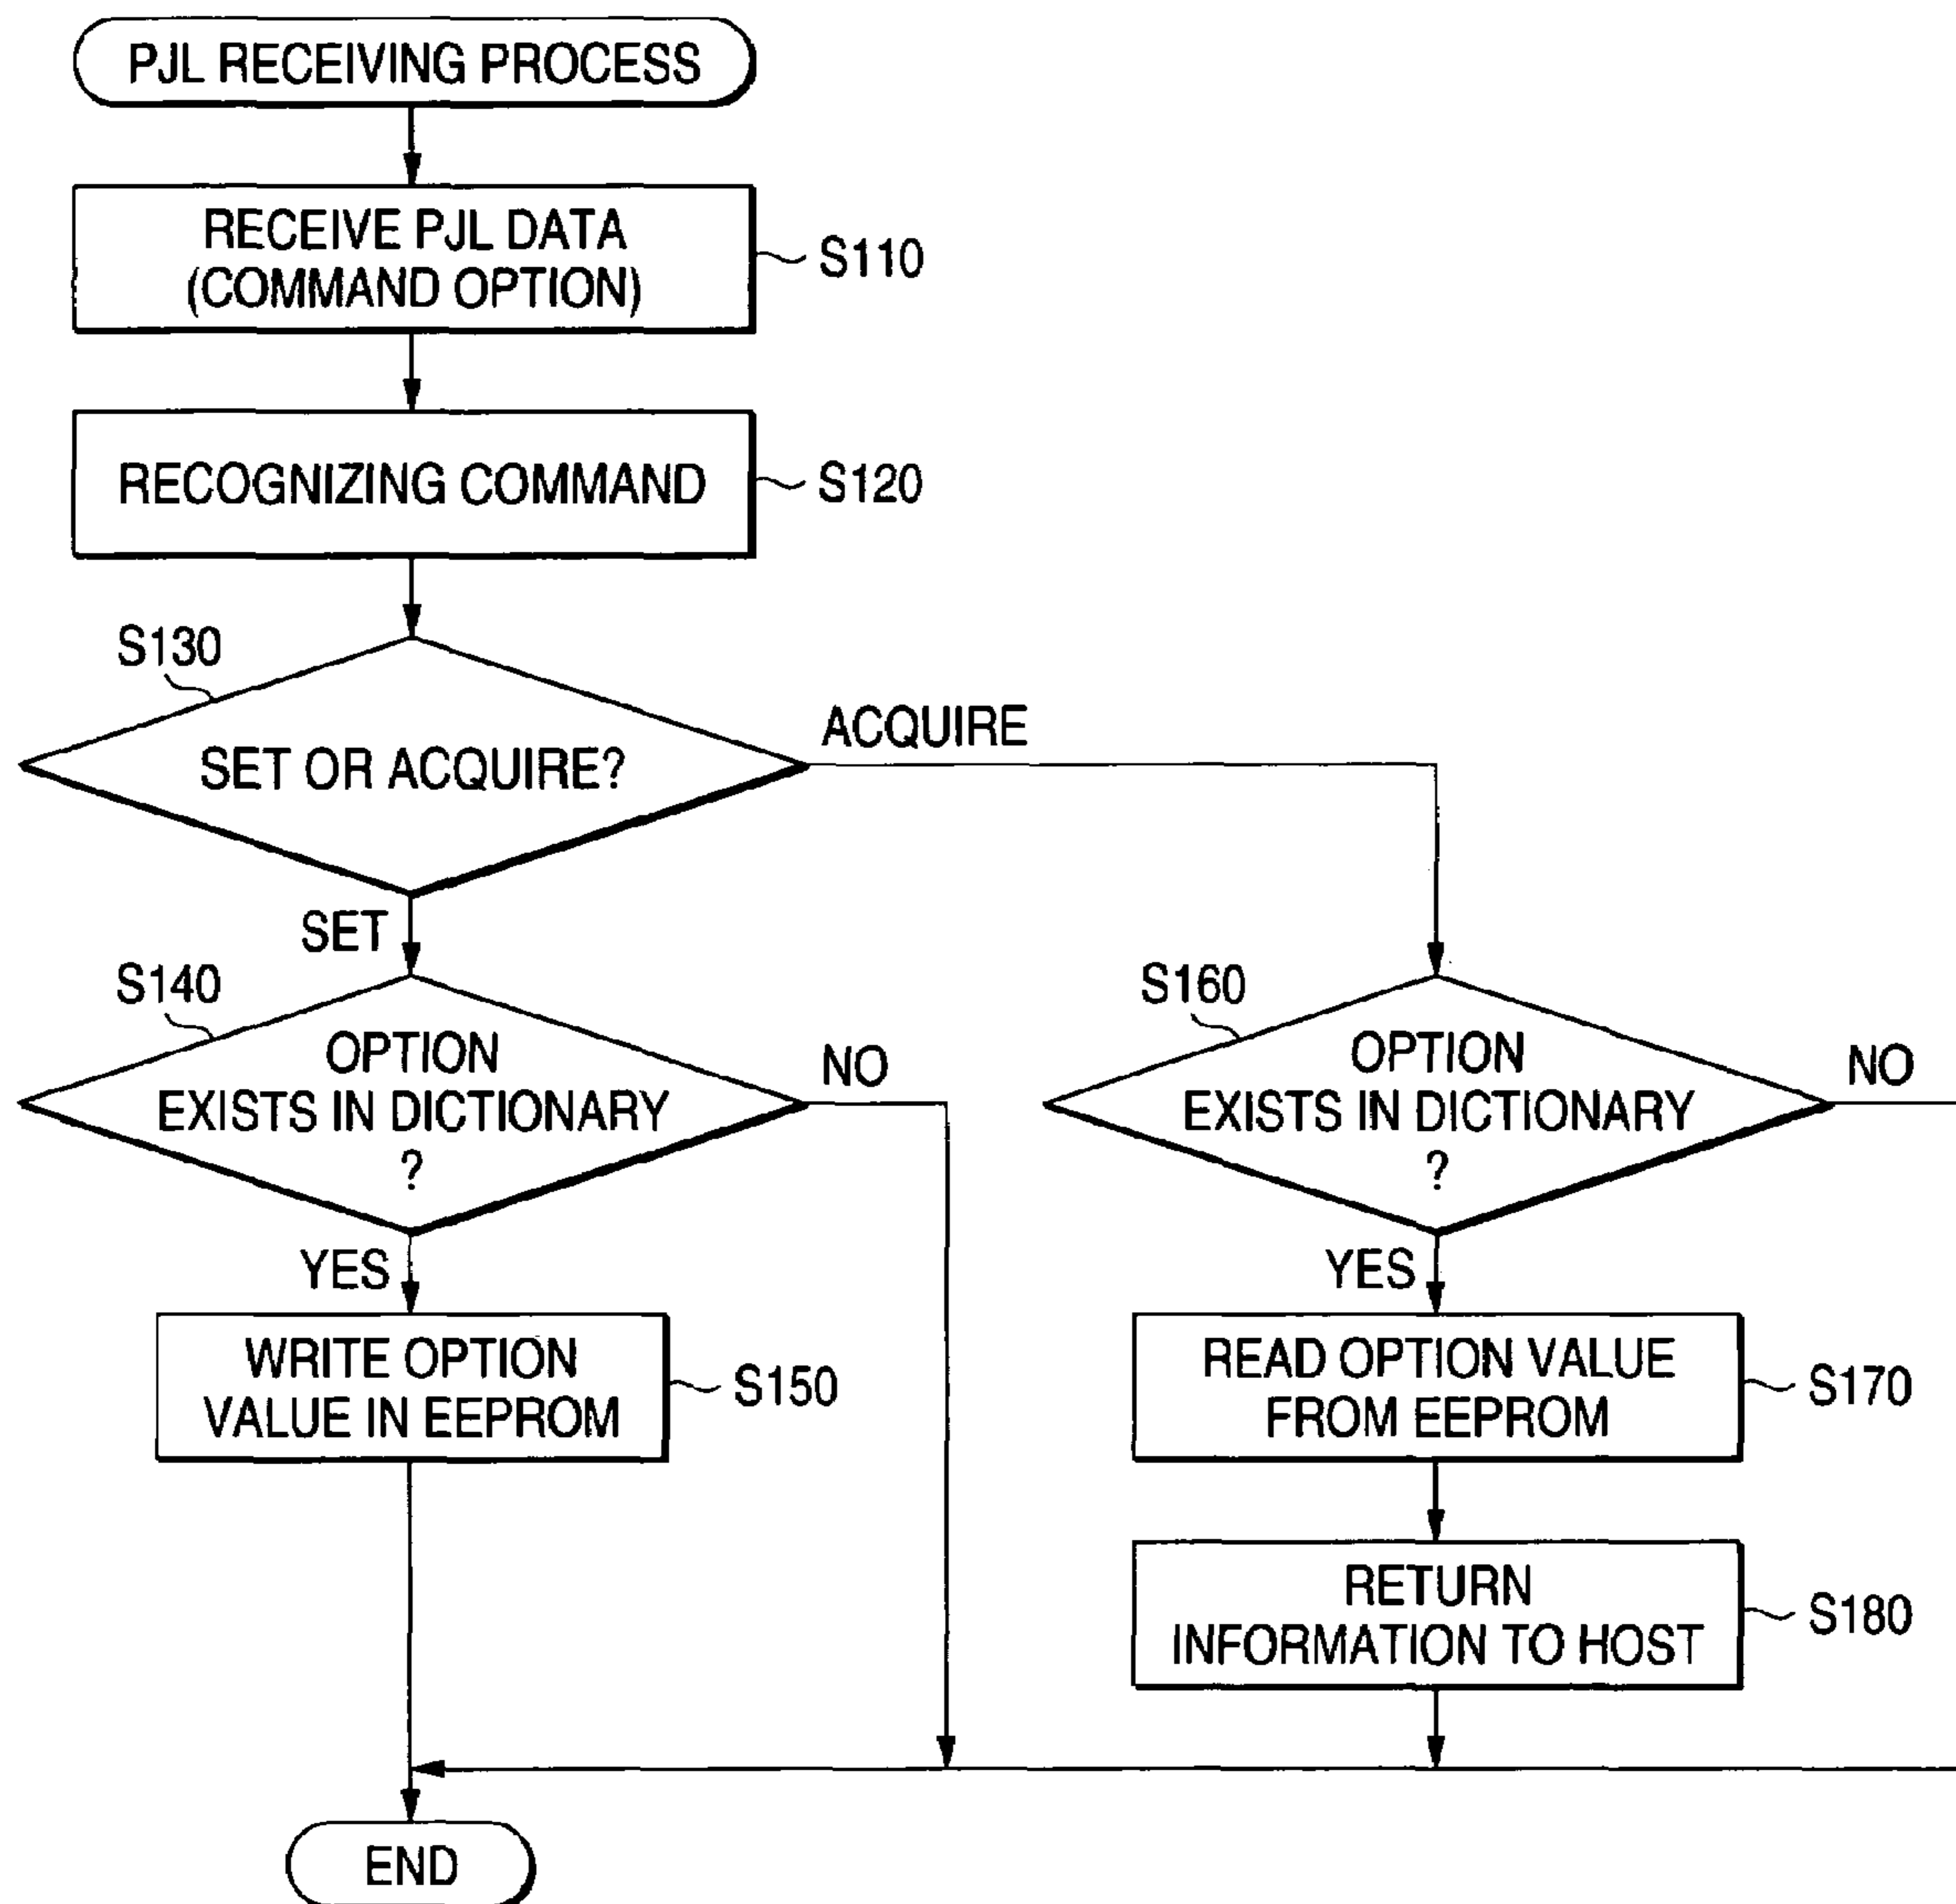 PJL RECEIVING PROCESS
RECEIVE PJL DATA
(COMMAND OPTION)
S110
RECOGNIZING COMMAND
S120
S130
SET OR ACQUIRE?
ACQUIRE
SET
S140
OPTION
EXISTS IN DICTIONARY
?
NO
S160
OPTION
EXISTS IN DICTIONARY
?
NO
YES
WRITE OPTION
VALUE IN EEPROM
S150
YES
READ OPTION VALUE
FROM EEPROM
S170
RETURN
INFORMATION TO HOST
S180
END